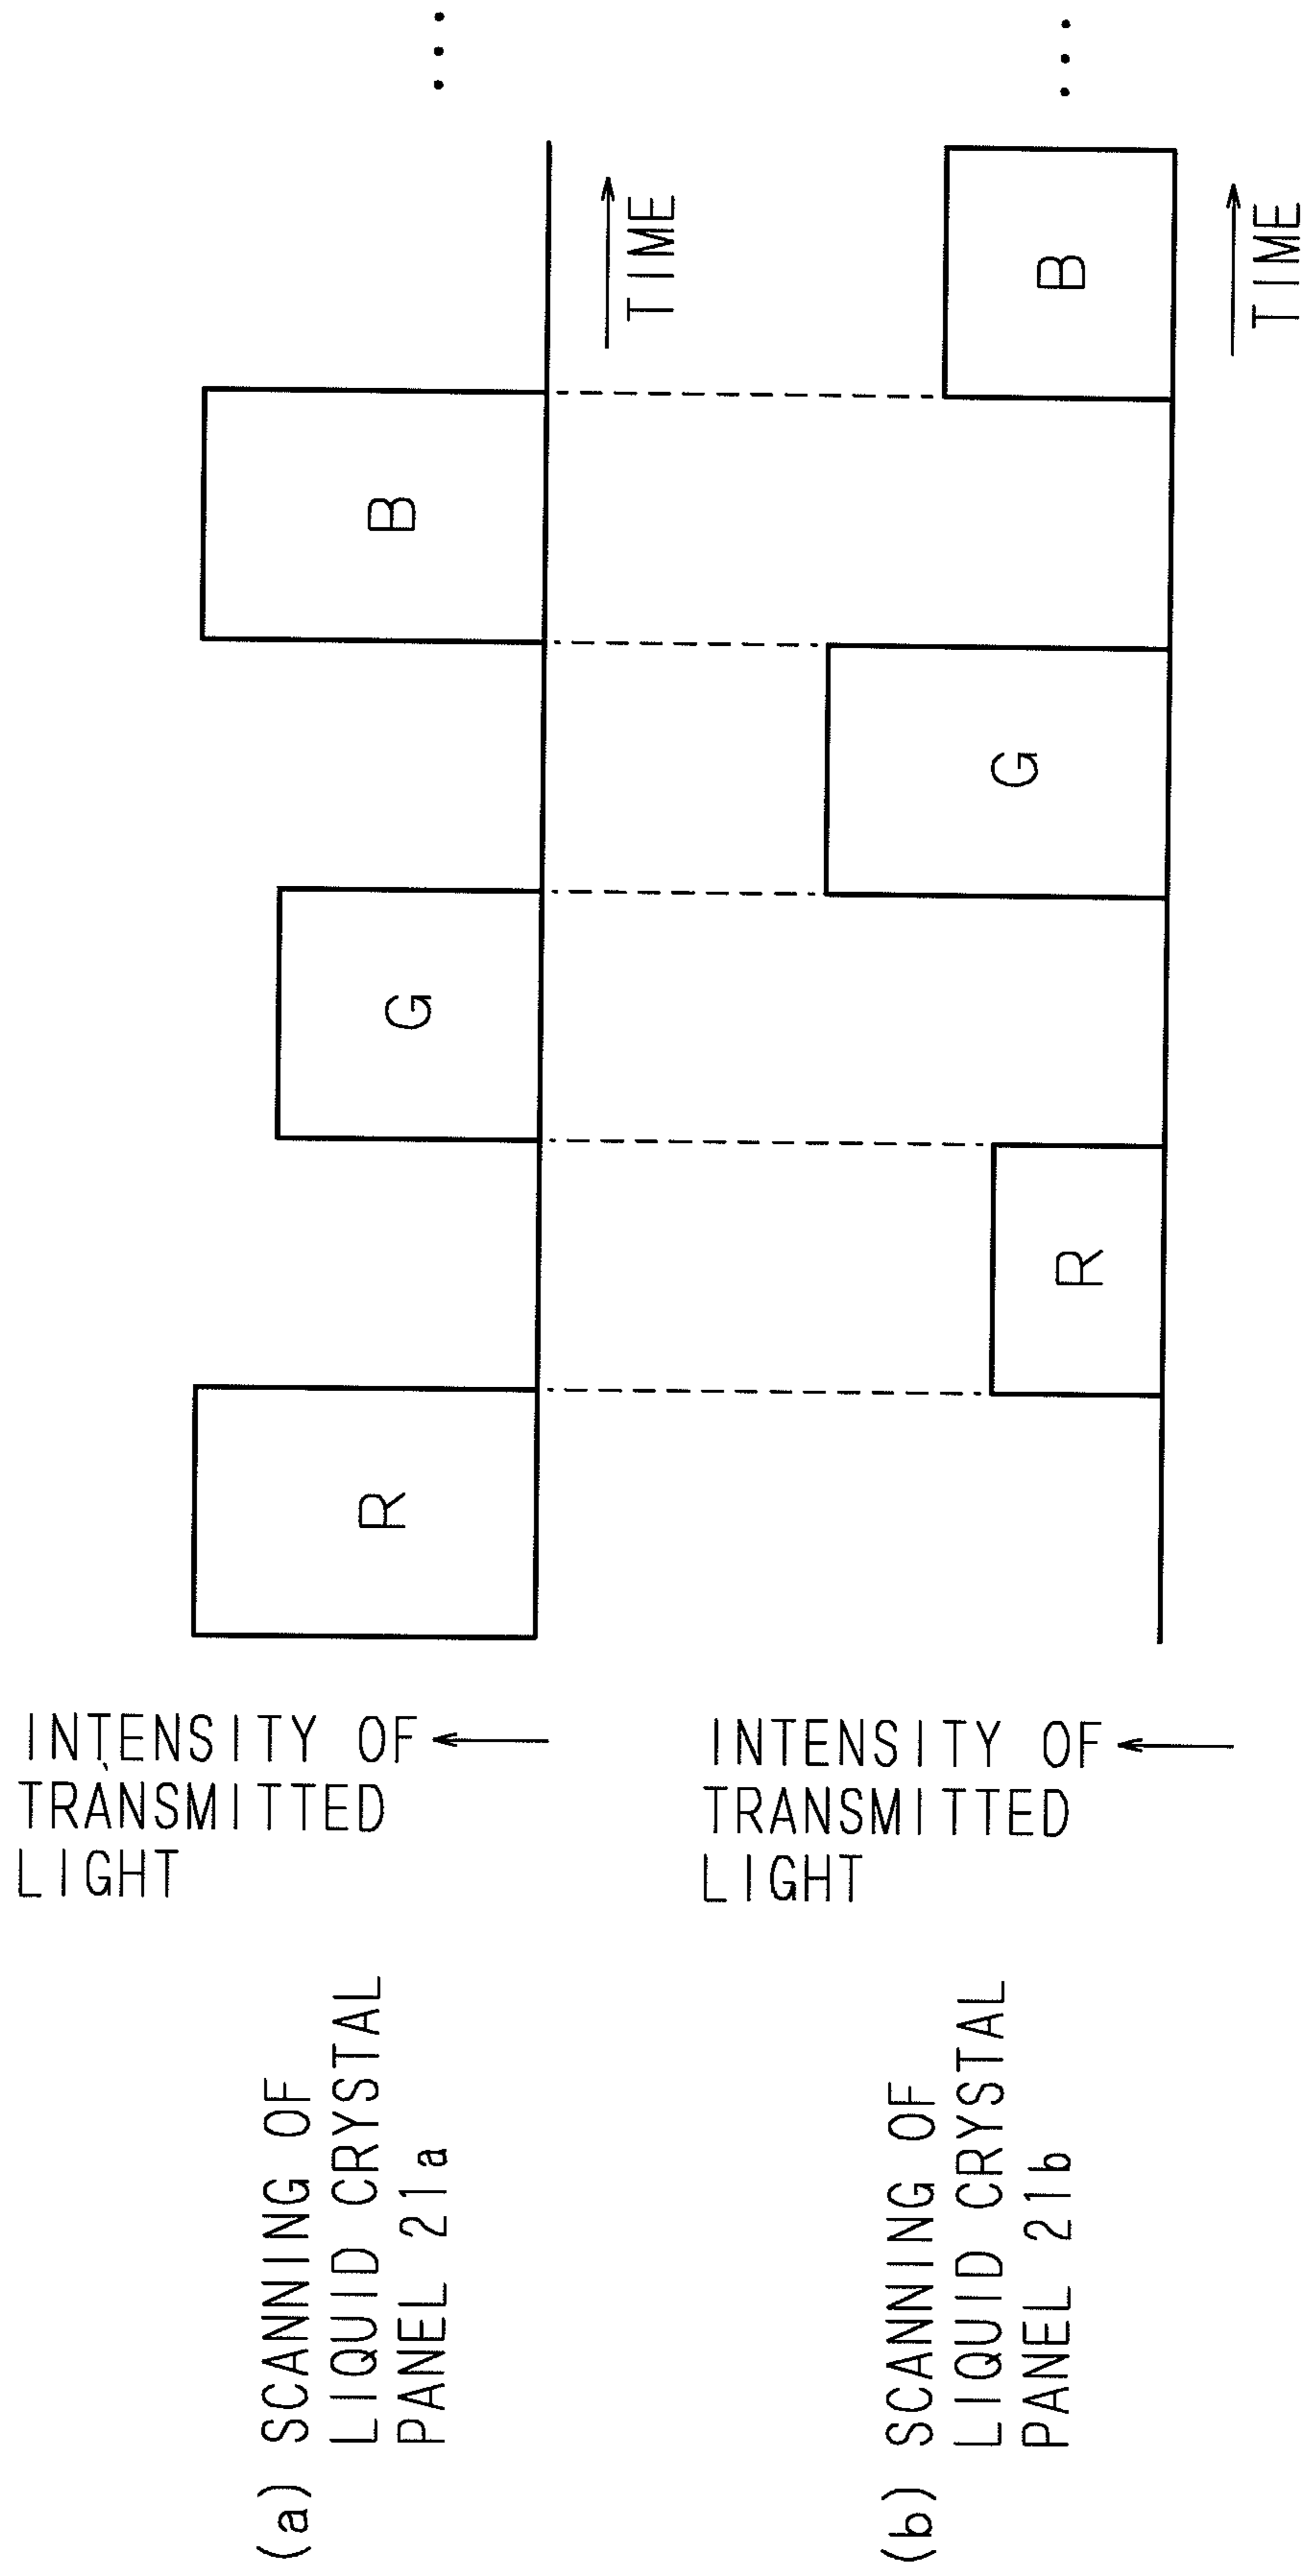 (a) SCANNING OF
LIQUID CRYSTAL
PANEL 21a
INTENSITY OF
TRANSMITTED
LIGHT
R
G
B
TIME
(b) SCANNING OF
LIQUID CRYSTAL
PANEL 21b
INTENSITY OF
TRANSMITTED
LIGHT
R
G
B
TIME